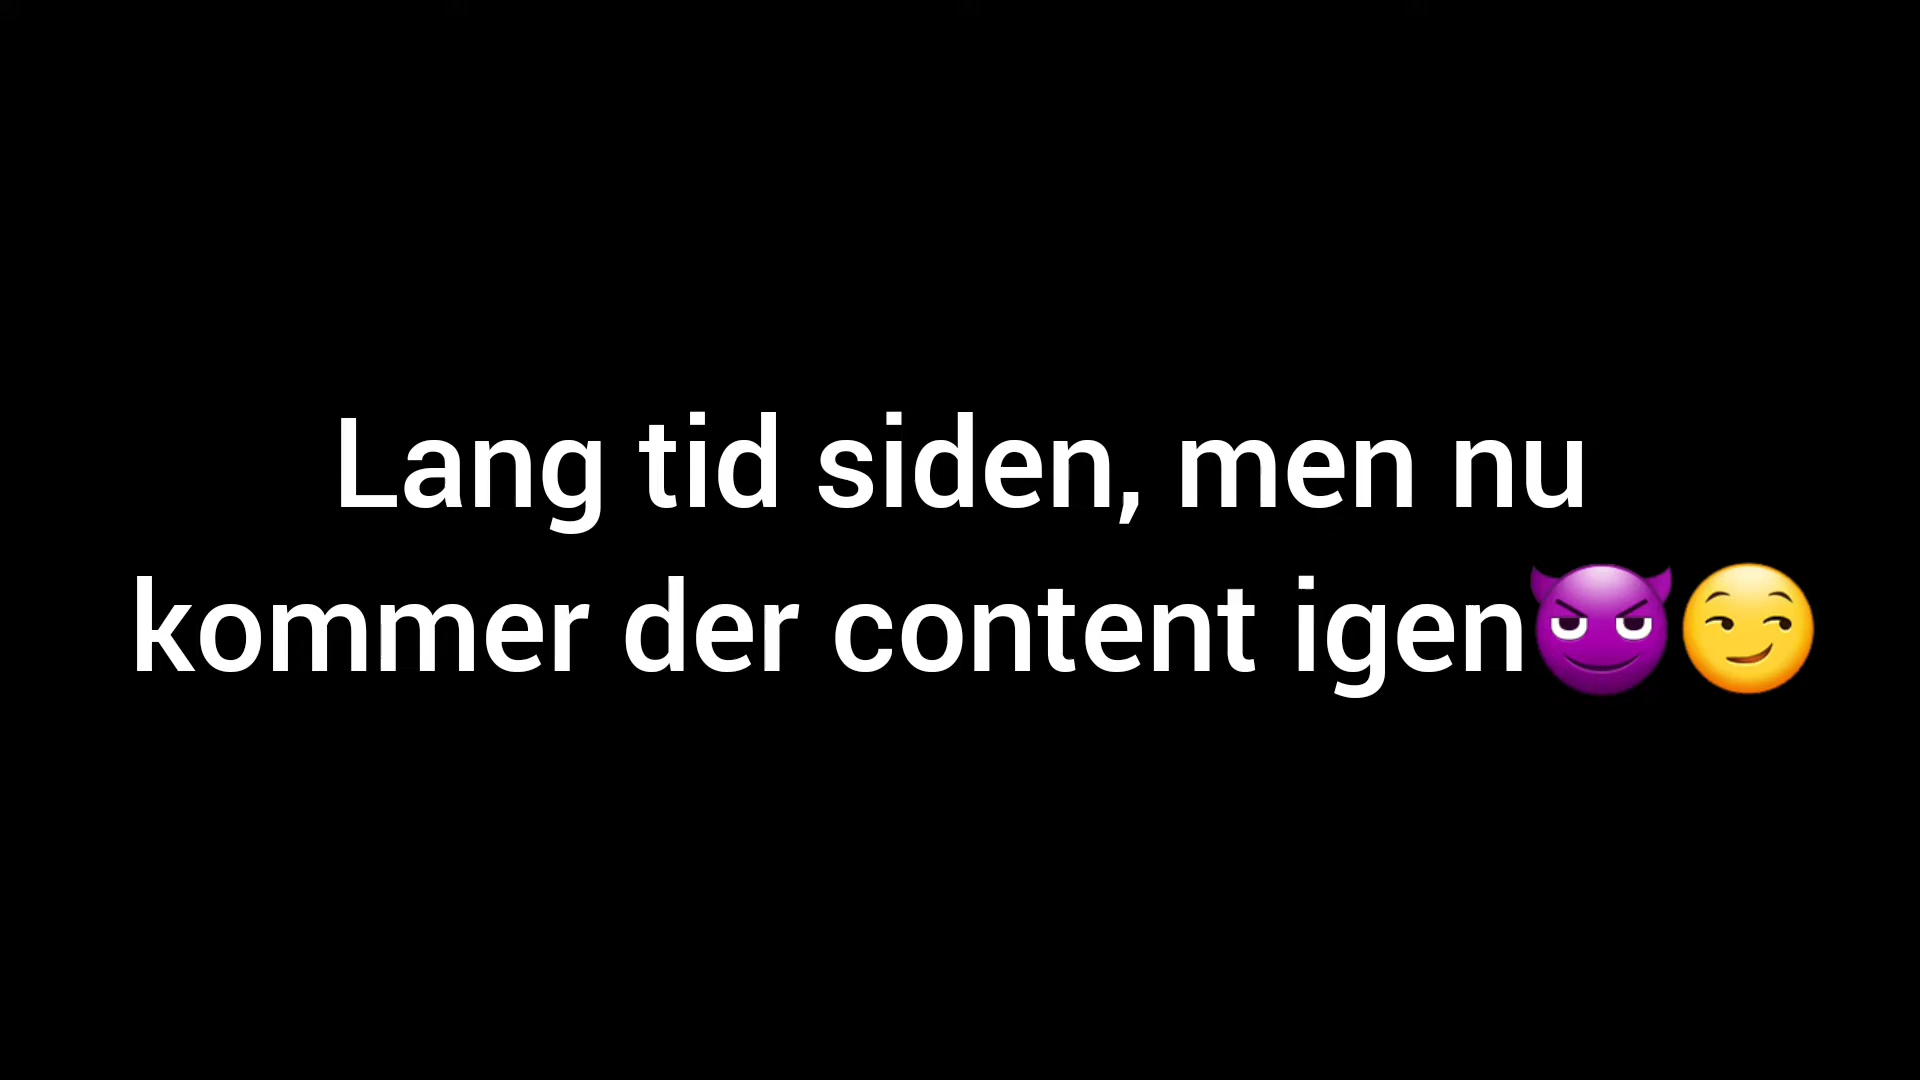 Lang tid siden, men nu
kommer der content igen😈😏